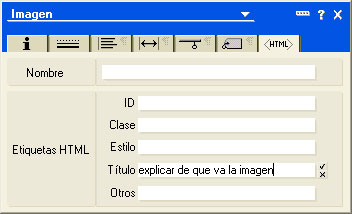 Imagen
?
X
i
<HTML>
Nombre
ID
Clase
Estilo
Etiquetas HTML
Título explicar de que va la imagen
Otros